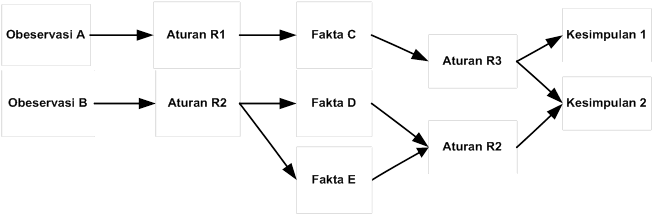 Obeservasi A
Aturan R1
Fakta C
Kesimpulan 1
Aturan R3
Obeservasi B
Aturan R2
Fakta D
Kesimpulan 2
Aturan R2
Fakta E